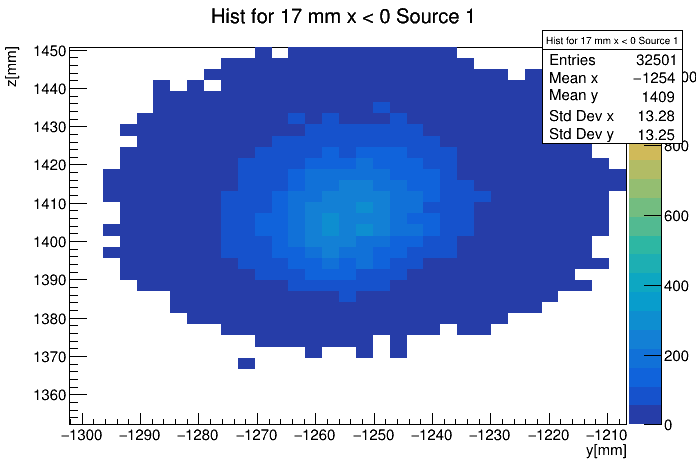 Hist for 17 mm x < 0 Source 1
Hist for 17 mm x < 0 Source 1
Entries 32501
Mean x −1254
Mean y 1409
Std Dev x 13.28
Std Dev y 13.25
z[mm]
1450
1440
1430
1420
1410
1400
1390
1380
1370
1360
800
600
400
200
0
−1300 −1290 −1280 −1270 −1260 −1250 −1240 −1230 −1220 −1210
y[mm]